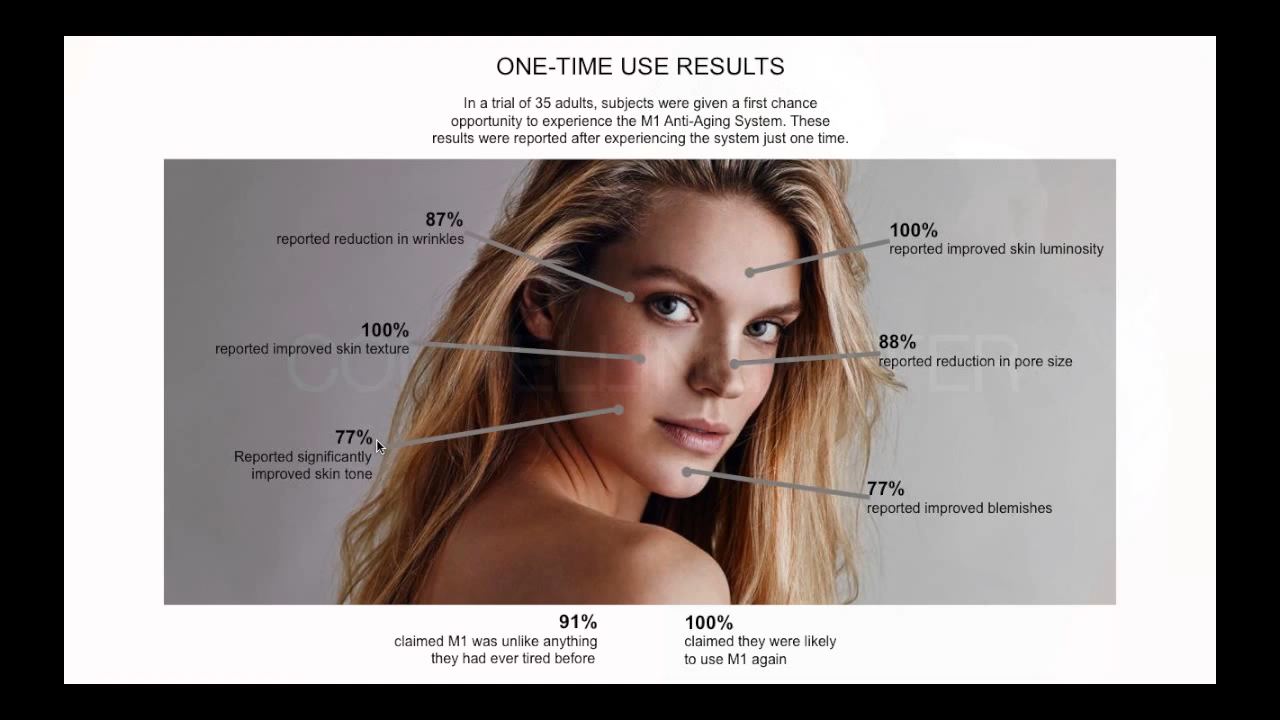 ONE-TIME USE RESULTS
In a trial of 35 adults, subjects were given a first chance
opportunity to experience the M1 Anti-Aging System. These
results were reported after experiencing the system just one time.
87%
reported reduction in wrinkles
100%
reported improved skin texture
77%
Reported significantly
improved skin tone
100%
reported improved skin luminosity
88%
reported reduction in pore size
77%
reported improved blemishes
91%
claimed M1 was unlike anything
they had ever tired before
100%
claimed they were likely
to use M1 again